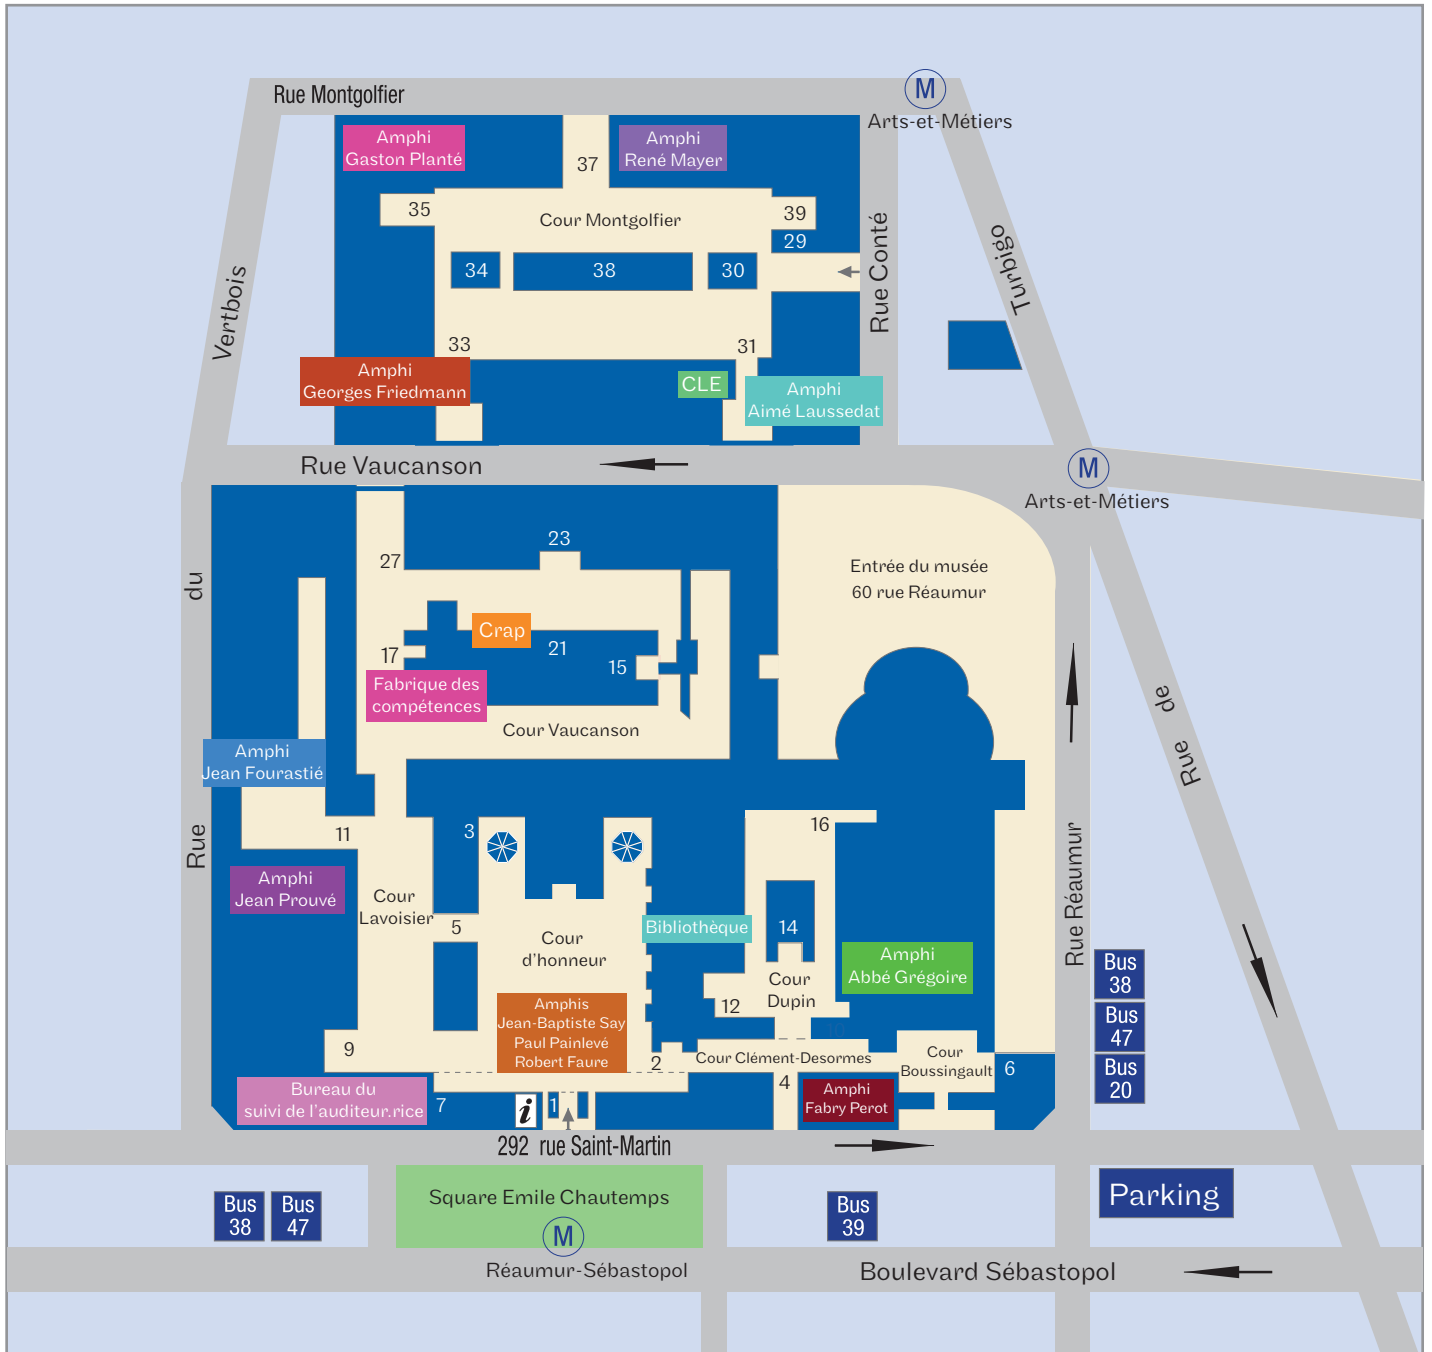 Rue Montgolfier
M
Arts-et-Métiers
Amphi
Gaston Planté
Amphi
René Mayer
37
35
Cour Montgolfier
39
29
34
38
30
Rue Conté
Turbigo
Vertbois
33
31
Amphi
Georges Friedmann
CLE
Amphi
Aimé Laussedat
Rue Vaucanson
M
Arts-et-Métiers
23
27
Entrée du musée
60 rue Réaumur
du
Crap
21
17
15
Fabrique des
compétences
Cour Vaucanson
de
Rue
Amphi
Jean Fourastié
11
3
16
Rue
Rue Réaumur
Amphi
Jean Prouvé
Cour
Lavoisier
5
Cour
d'honneur
Bibliothèque
14
Amphi
Abbé Grégoire
Cour
Dupin
12
10
Bus
38
Bus
47
Bus
20
Amphis
Jean-Baptiste Say
Paul Painlevé
Robert Faure
9
2
Cour Clément-Desormes
Cour
Boussingault
6
4
Bureau du
suivi de l'auditeur.rice
7
i
1
Amphi
Fabry Perot
292 rue Saint-Martin
Bus
38
Bus
47
Square Emile Chautemps
M
Réaumur-Sébastopol
Bus
39
Parking
Boulevard Sébastopol